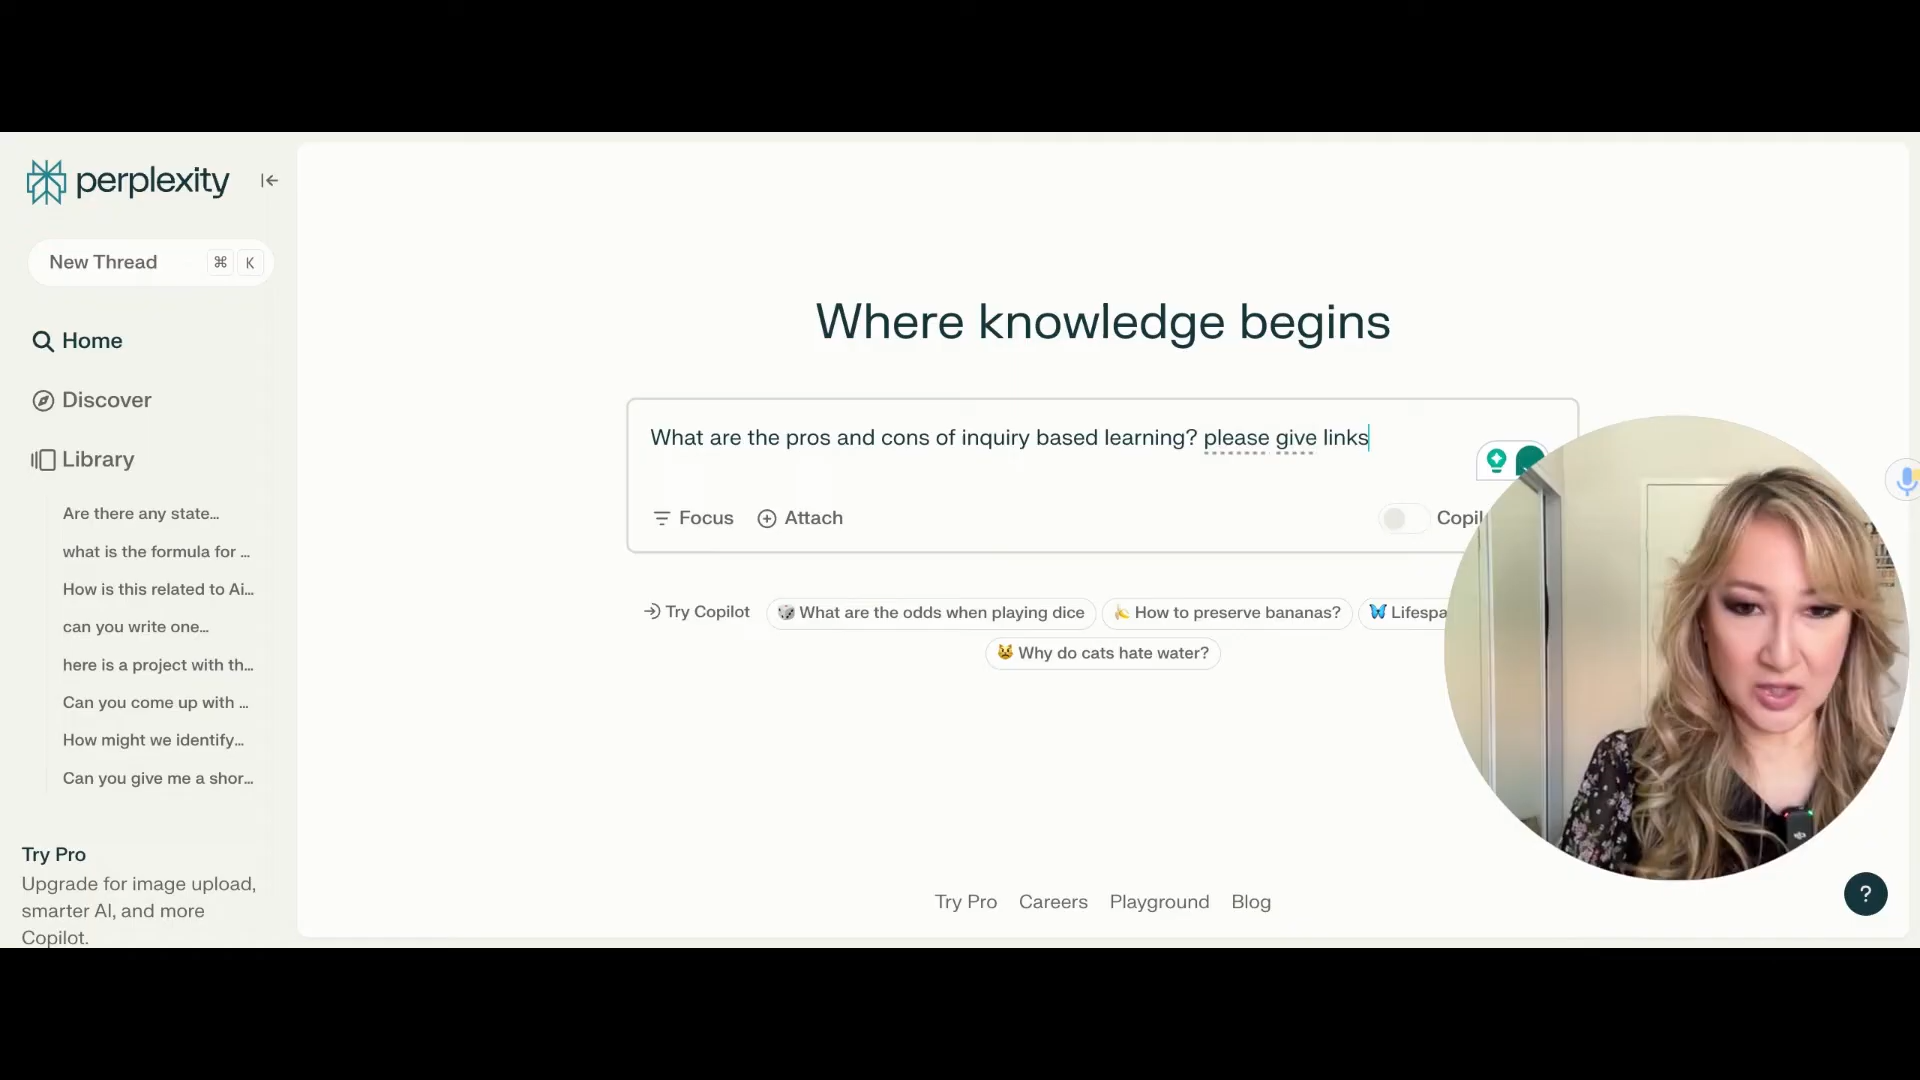 perplexity
New Thread ⌘ K
Home
Discover
Library
Are there any state...
what is the formula for ...
How is this related to Ai...
can you write one...
here is a project with th...
Can you come up with ...
How might we identify...
Can you give me a shor...
Try Pro
Upgrade for image upload,
smarter AI, and more
Copilot.
Where knowledge begins
What are the pros and cons of inquiry based learning? please give links
Focus Attach Copil
Try Copilot What are the odds when playing dice How to preserve bananas? Lifespa
Why do cats hate water?
Try Pro Careers Playground Blog
?